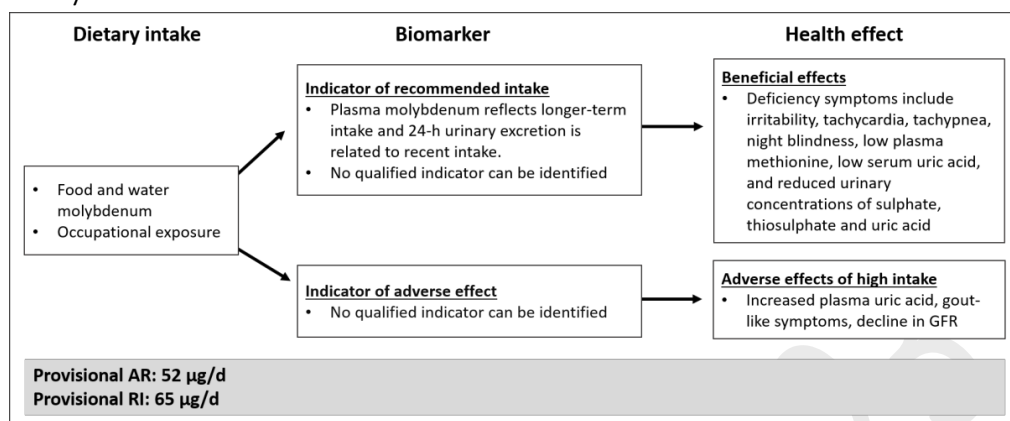 Dietary intake
Biomarker
Health effect
• Food and water
molybdenum
• Occupational exposure
Indicator of recommended intake
• Plasma molybdenum reflects longer-term
intake and 24-h urinary excretion is
related to recent intake.
• No qualified indicator can be identified
Beneficial effects
• Deficiency symptoms include
irritability, tachycardia, tachypnea,
night blindness, low plasma
methionine, low serum uric acid,
and reduced urinary
concentrations of sulphate,
thiosulphate and uric acid
Indicator of adverse effect
• No qualified indicator can be identified
Adverse effects of high intake
• Increased plasma uric acid, gout-
like symptoms, decline in GFR
Provisional AR: 52 µg/d
Provisional RI: 65 µg/d